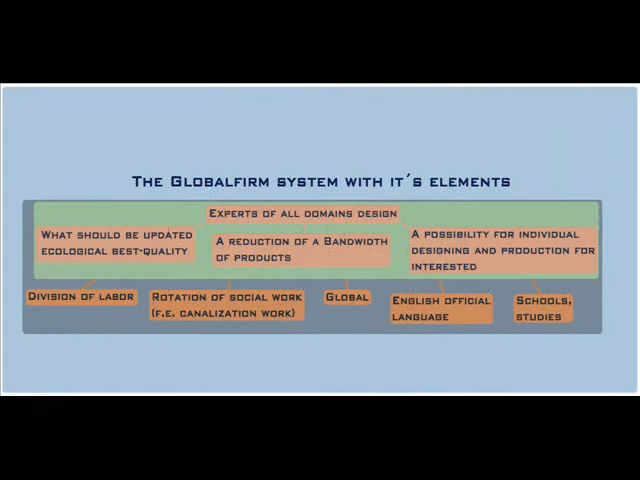 The Globalfirm system with it´s elements
Experts of all domains design
What should be updated
ecological best-quality
A reduction of a Bandwidth
of products
A possibility for individual
designing and production for
interested
Division of labor
Rotation of social work
(f.e. canalization work)
Global
English official
language
Schools,
studies